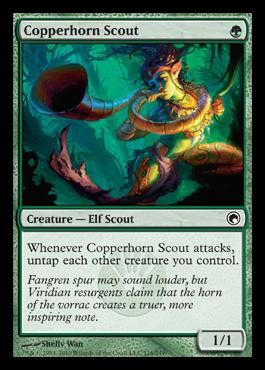 Copperhorn Scout
Creature — Elf Scout
Whenever Copperhorn Scout attacks,
untap each other creature you control.
Fangren spur may sound louder, but
Viridian resurgents claim that the horn
of the vorrac creates a truer, more
inspiring note.
Shelly Wan
1/1